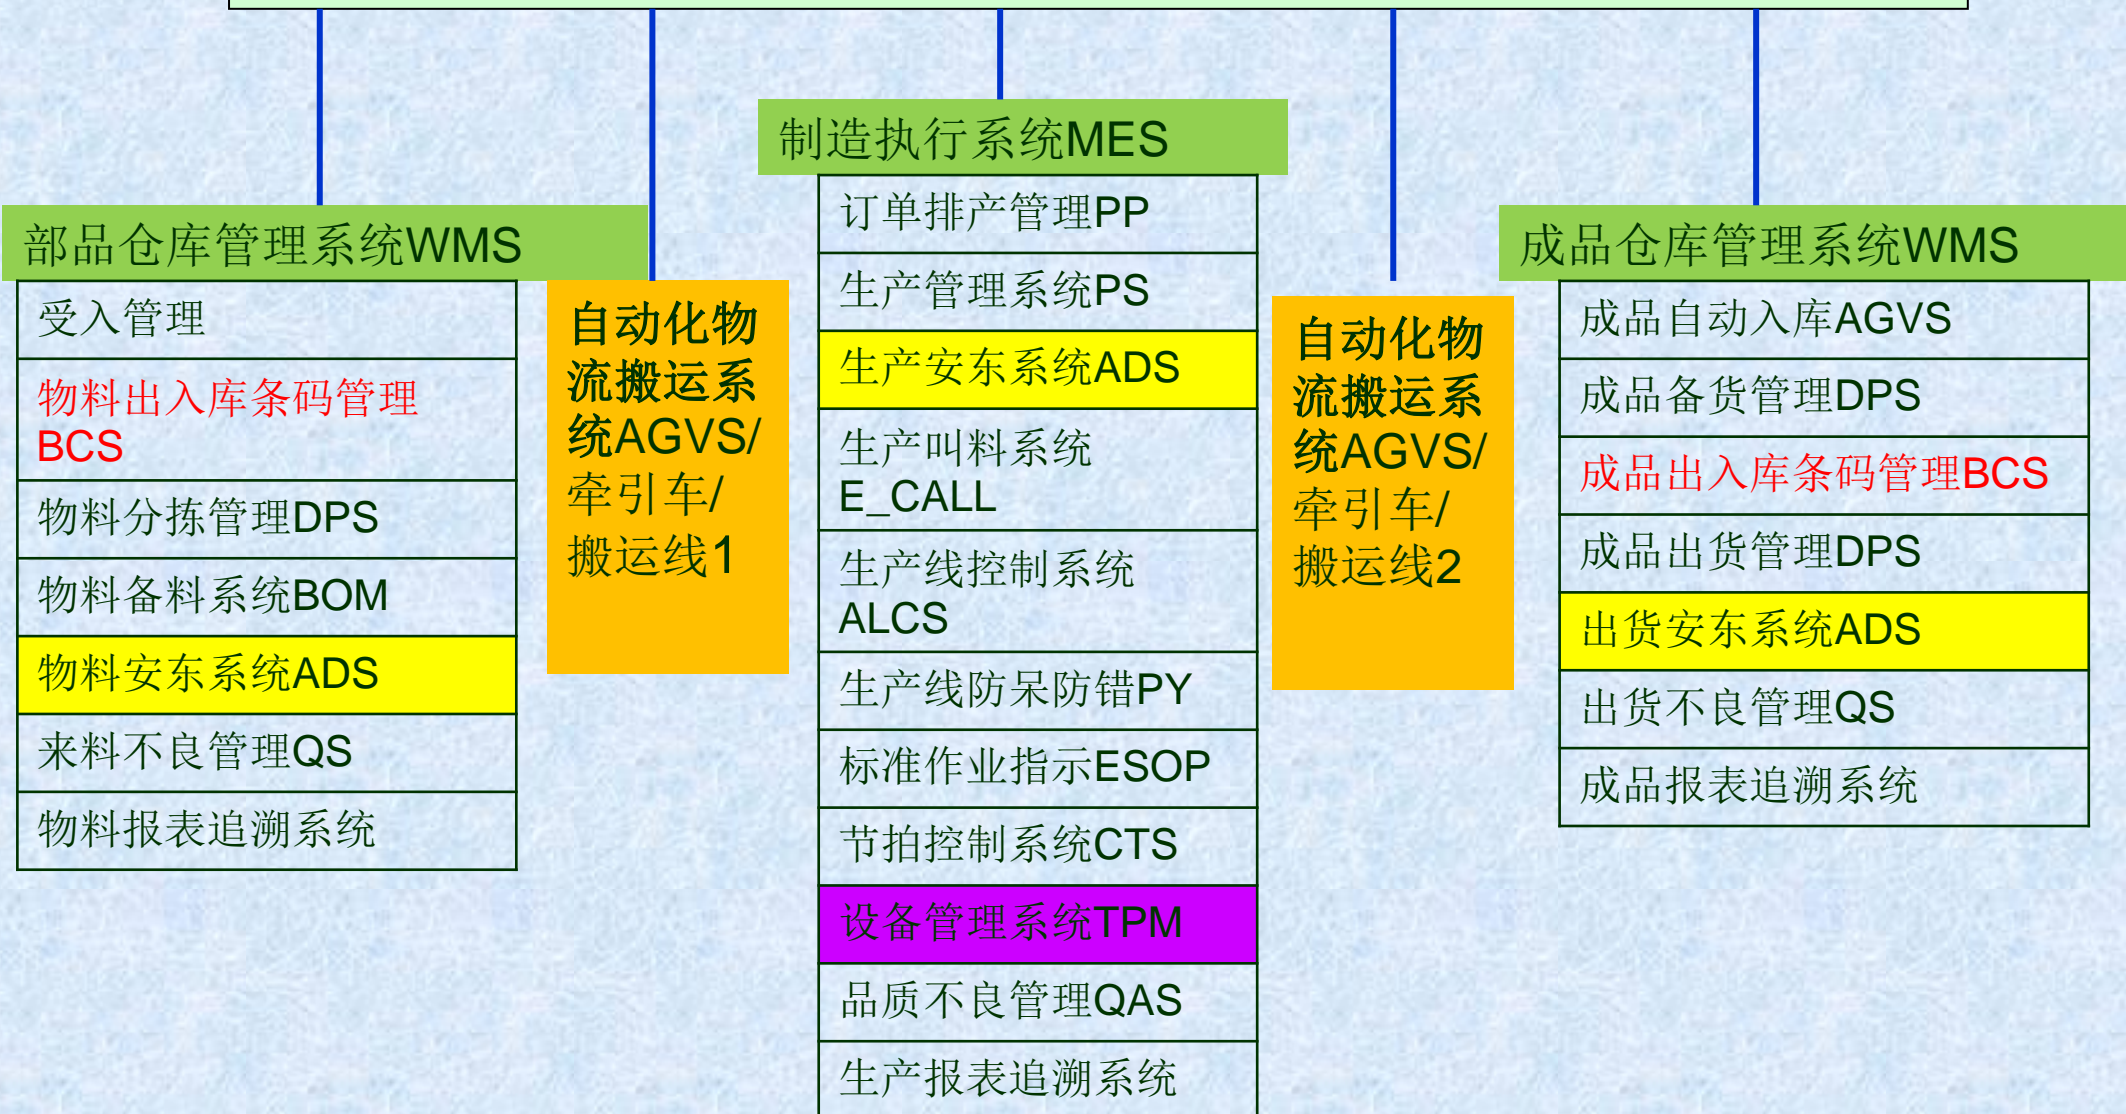 部品仓库管理系统WMS
受入管理
物料出入库条码管理
BCS
物料分拣管理DPS
物料备料系统BOM
物料安东系统ADS
来料不良管理QS
物料报表追溯系统
自动化物
流搬运系
统AGVS/
牵引车/
搬运线1
制造执行系统MES
订单排产管理PP
生产管理系统PS
生产安东系统ADS
生产叫料系统
E_CALL
生产线控制系统
ALCS
生产线防呆防错PY
标准作业指示ESOP
节拍控制系统CTS
设备管理系统TPM
品质不良管理QAS
生产报表追溯系统
自动化物
流搬运系
统AGVS/
牵引车/
搬运线2
成品仓库管理系统WMS
成品自动入库AGVS
成品备货管理DPS
成品出入库条码管理BCS
成品出货管理DPS
出货安东系统ADS
出货不良管理QS
成品报表追溯系统